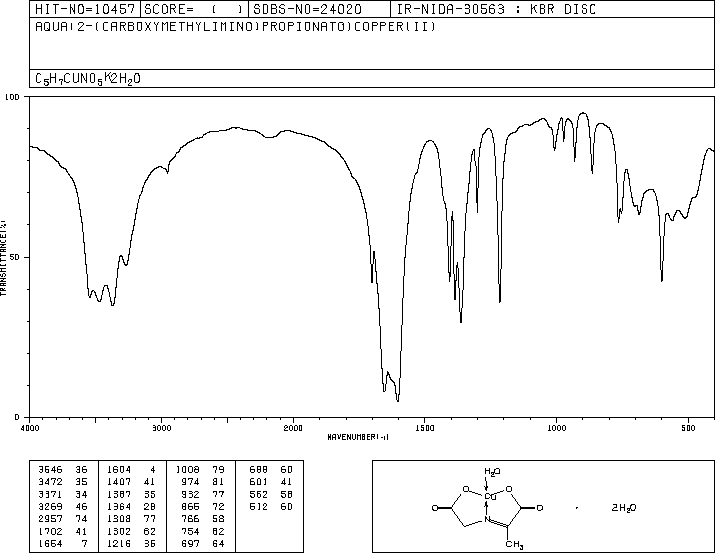 HIT-NO=10457 SCORE= ( ) SDBS-NO=24020 IR-NIDA-30563 : KBR DISC
AQUA(2-(CARBOXYMETHYLIMINO)PROPIONATO)COPPER(II)
C5H7CUNO5K2H2O
100
TRANSMITTANCE(%)
50
0
4000 3000 2000 1500 1000 500
WAVENUMBER(-1)
3546 36 1604 4 1008 79 688 60
3472 35 1407 41 974 81 601 41
3371 34 1387 35 932 77 562 58
3269 46 1364 28 866 72 512 60
2957 74 1308 77 766 58
1702 41 1302 62 754 62
1654 7 1216 35 697 64
H2O
O Cu O
O O · 2H2O
N
CH3